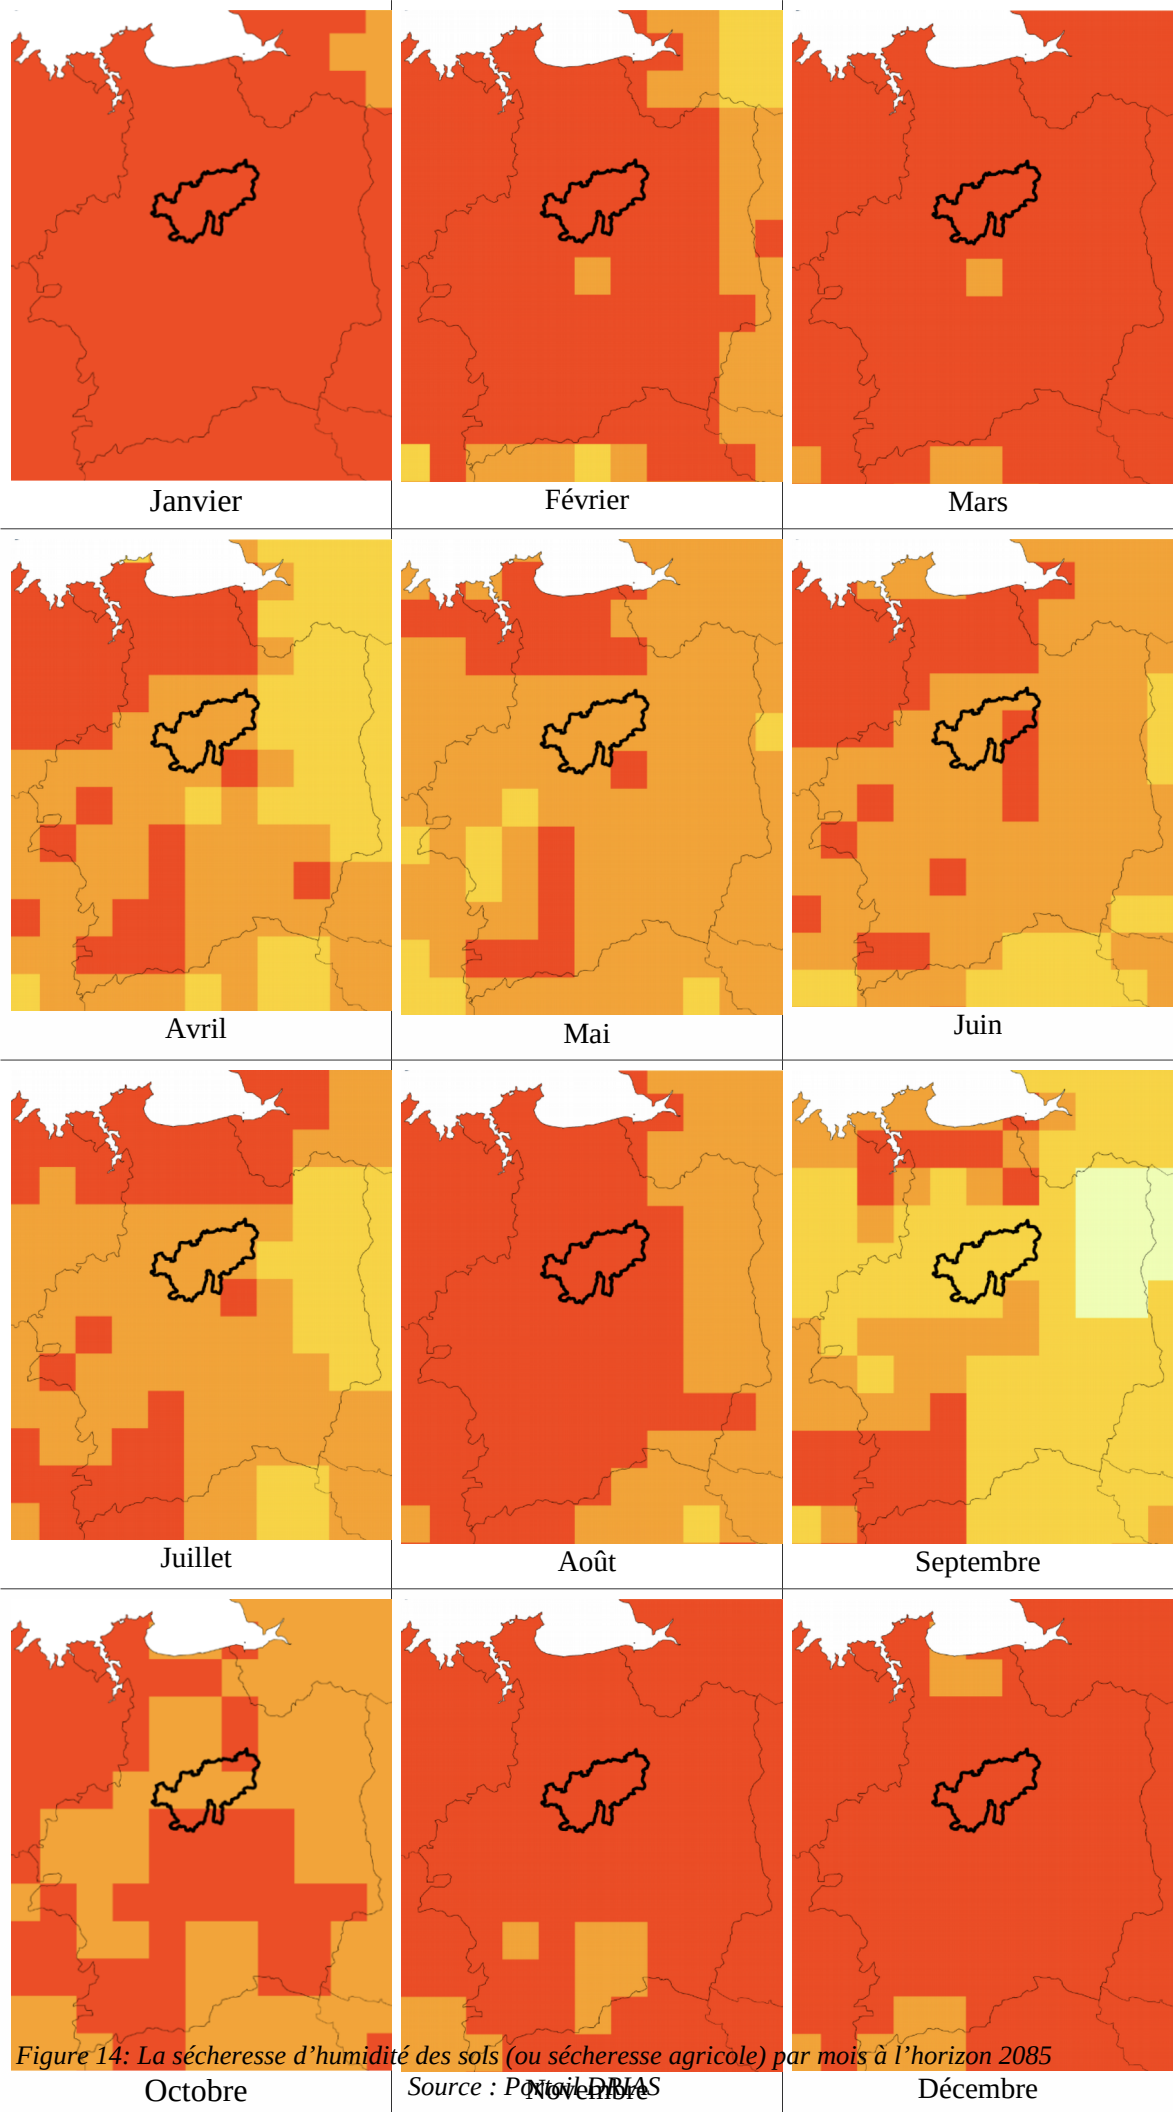 Janvier
Février
Mars
Avril
Mai
Juin
Juillet
Août
Septembre
Figure 14: La sécheresse d’humidité des sols (ou sécheresse agricole) par mois à l’horizon 2085
Source : Portail DRIAS
Octobre
Novembre
Décembre